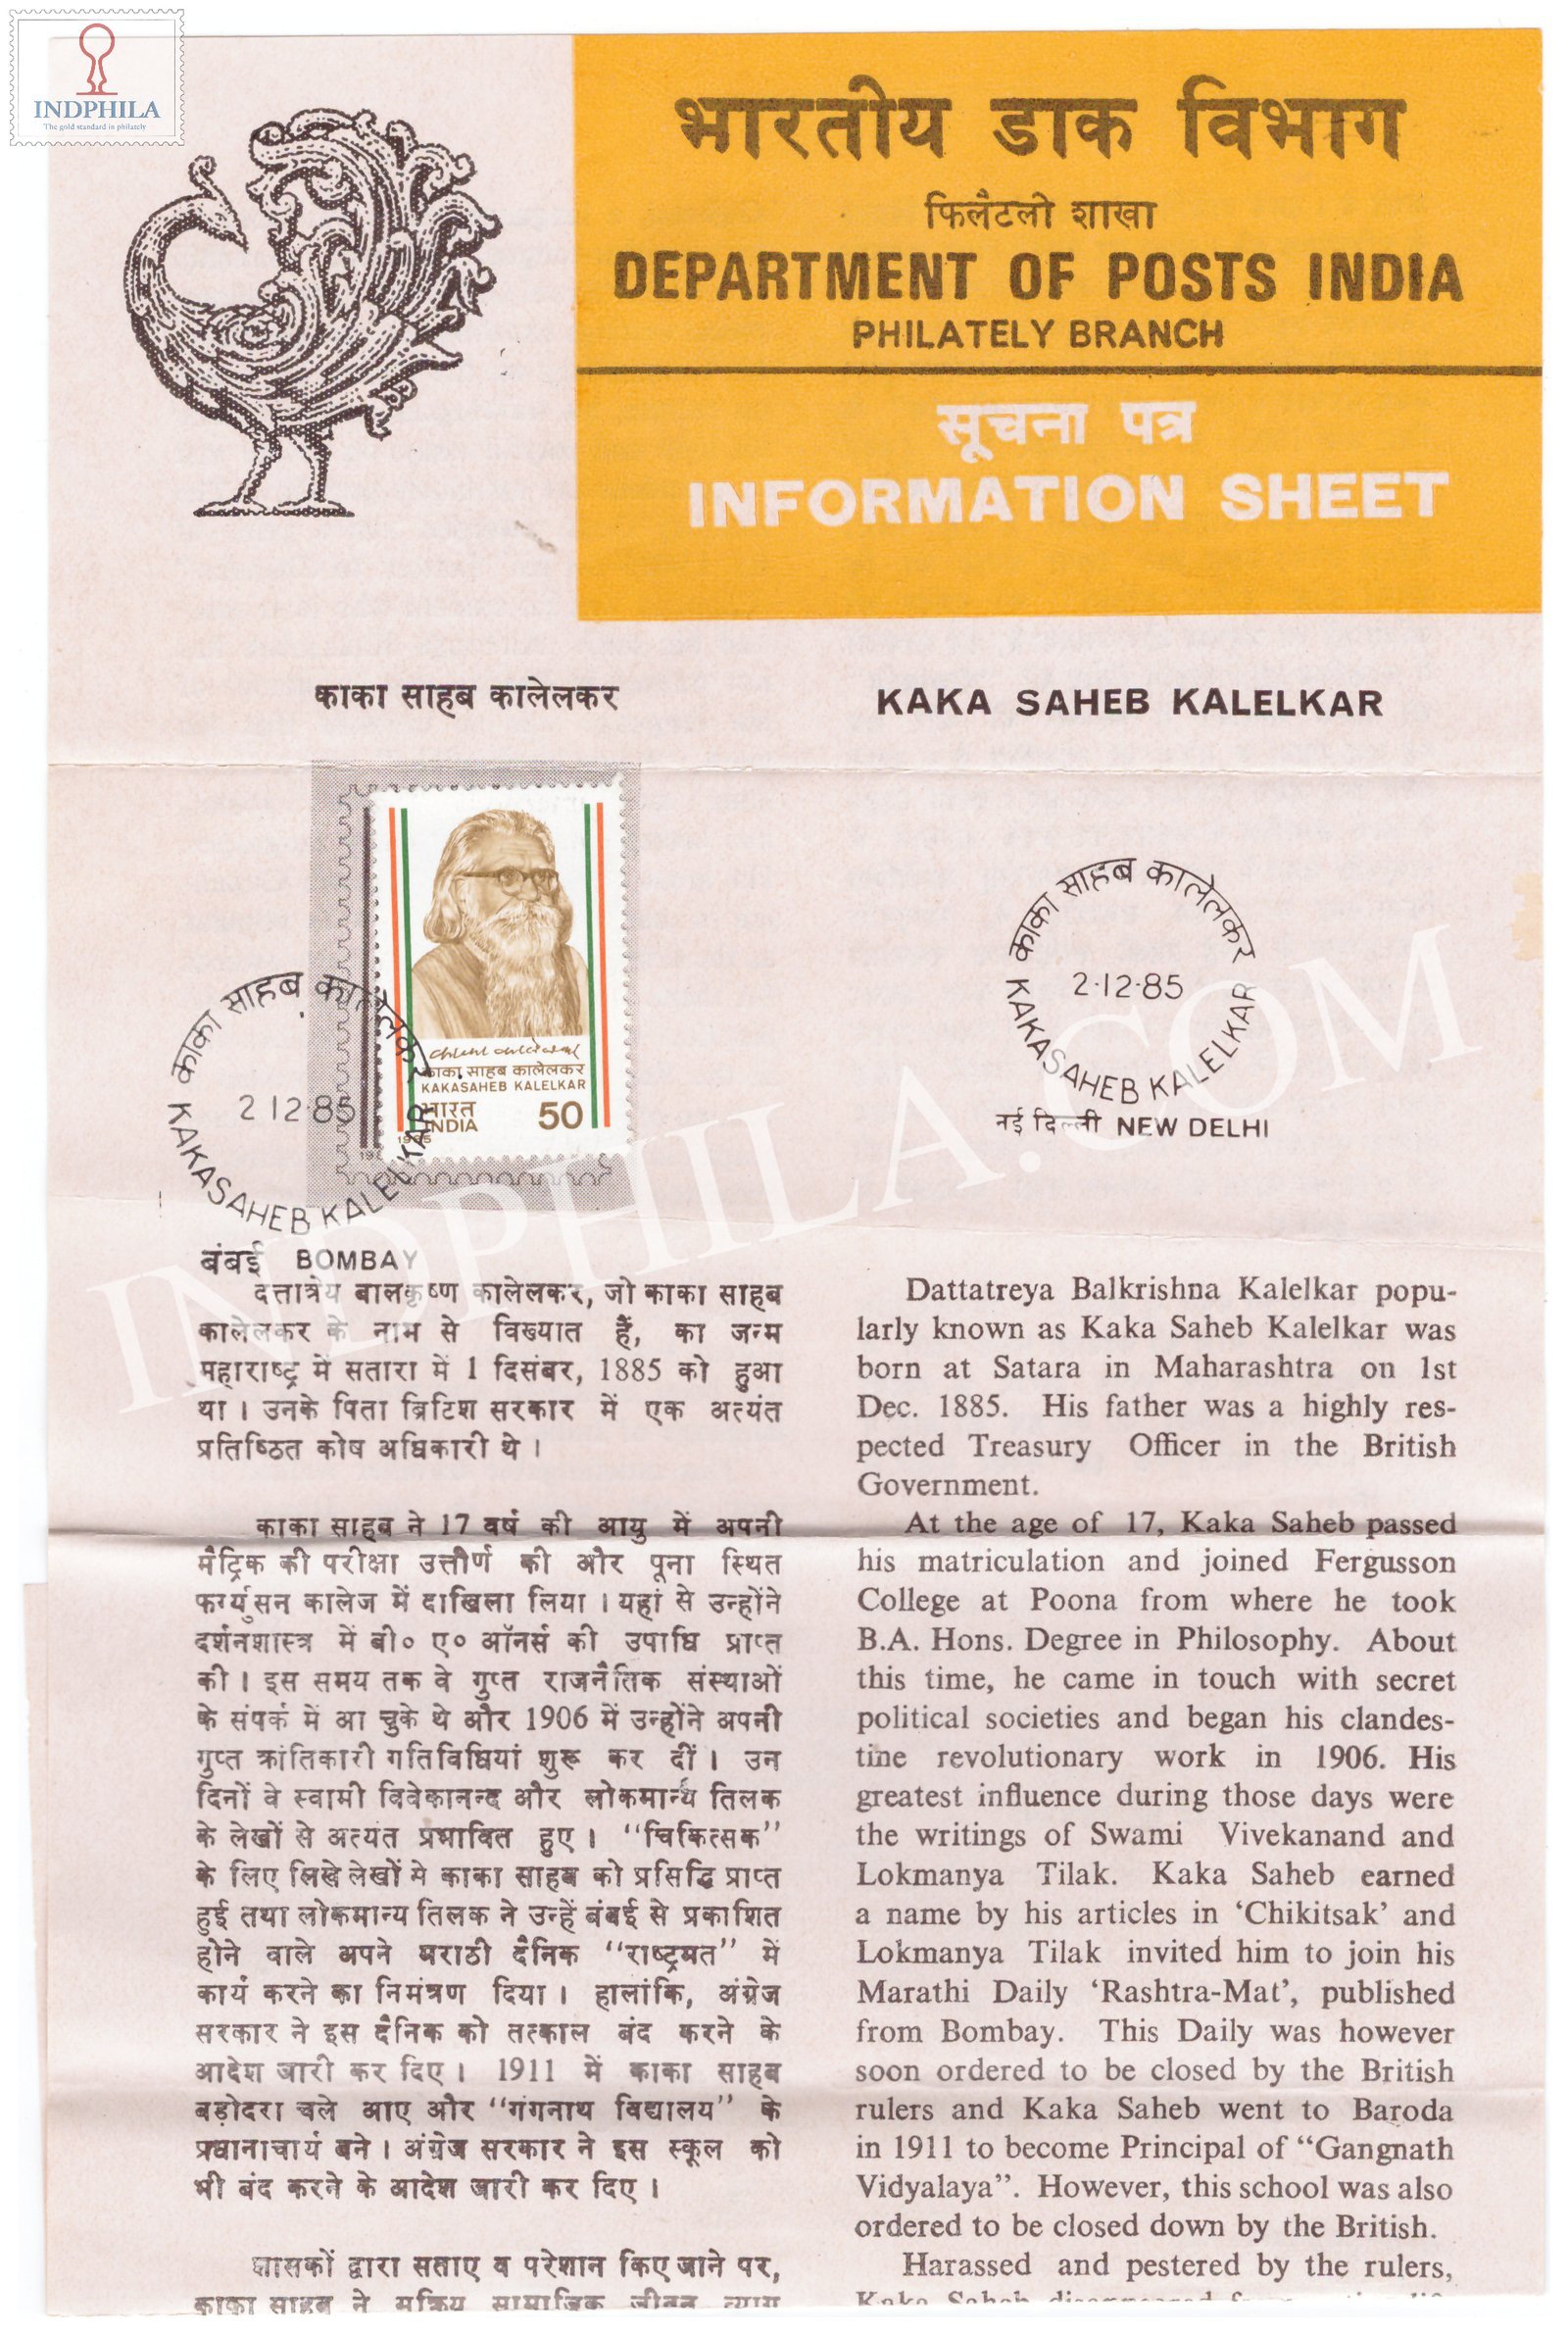 INDPHILA
The gold standard in philately
भारतीय डाक विभाग
फिलैटली शाखा
DEPARTMENT OF POSTS INDIA
PHILATELY BRANCH
सूचना पत्र
INFORMATION SHEET
काका साहब कालेलकर
KAKA SAHEB KALELKAR
काका साहब कालेलकर
KAKASAHEB KALELKAR
भारत
INDIA
50
1985
काका साहब कालेलकर
2 12 85
KAKASAHEB KALELKAR
बंबई BOMBAY
काका साहब कालेलकर
2·12·85
KAKASAHEB KALELKAR
नई दिल्ली NEW DELHI
INDPHILA.COM
दत्तात्रेय बालकृष्ण कालेलकर, जो काका साहब
कालेलकर के नाम से विख्यात हैं, का जन्म
महाराष्ट्र में सतारा में 1 दिसंबर, 1885 को हुआ
था । उनके पिता ब्रिटिश सरकार में एक अत्यंत
प्रतिष्ठित कोष अधिकारी थे ।
काका साहब ने 17 वर्ष की आयु में अपनी
मैट्रिक की परीक्षा उत्तीर्ण की और पूना स्थित
फर्ग्युसन कालेज में दाखिला लिया । यहां से उन्होंने
दर्शनशास्त्र में बी० ए० ऑनर्स की उपाधि प्राप्त
की । इस समय तक वे गुप्त राजनैतिक संस्थाओं
के संपर्क में आ चुके थे और 1906 में उन्होंने अपनी
गुप्त क्रांतिकारी गतिविधियां शुरू कर दीं । उन
दिनों वे स्वामी विवेकानन्द और लोकमान्य तिलक
के लेखों से अत्यंत प्रभावित हुए । “चिकित्सक”
के लिए लिखे लेखों मे काका साहब को प्रसिद्धि प्राप्त
हुई तथा लोकमान्य तिलक ने उन्हें बंबई से प्रकाशित
होने वाले अपने मराठी दैनिक “राष्ट्रमत” में
कार्य करने का निमंत्रण दिया । हालांकि, अंग्रेज
सरकार ने इस दैनिक को तत्काल बंद करने के
आदेश जारी कर दिए । 1911 में काका साहब
बड़ोदरा चले आए और “गंगनाथ विद्यालय” के
प्रधानाचार्य बने । अंग्रेज सरकार ने इस स्कूल को
भी बंद करने के आदेश जारी कर दिए ।
शासकों द्वारा सताए व परेशान किए जाने पर,
काका साहब ने सक्रिय सामाजिक जीवन त्याग
Dattatreya Balkrishna Kalelkar popu-
larly known as Kaka Saheb Kalelkar was
born at Satara in Maharashtra on 1st
Dec. 1885. His father was a highly res-
pected Treasury Officer in the British
Government.
At the age of 17, Kaka Saheb passed
his matriculation and joined Fergusson
College at Poona from where he took
B.A. Hons. Degree in Philosophy. About
this time, he came in touch with secret
political societies and began his clandes-
tine revolutionary work in 1906. His
greatest influence during those days were
the writings of Swami Vivekanand and
Lokmanya Tilak. Kaka Saheb earned
a name by his articles in ‘Chikitsak’ and
Lokmanya Tilak invited him to join his
Marathi Daily ‘Rashtra-Mat’, published
from Bombay. This Daily was however
soon ordered to be closed by the British
rulers and Kaka Saheb went to Baroda
in 1911 to become Principal of “Gangnath
Vidyalaya”. However, this school was also
ordered to be closed down by the British.
Harassed and pestered by the rulers,
Kaka Saheb disappeared